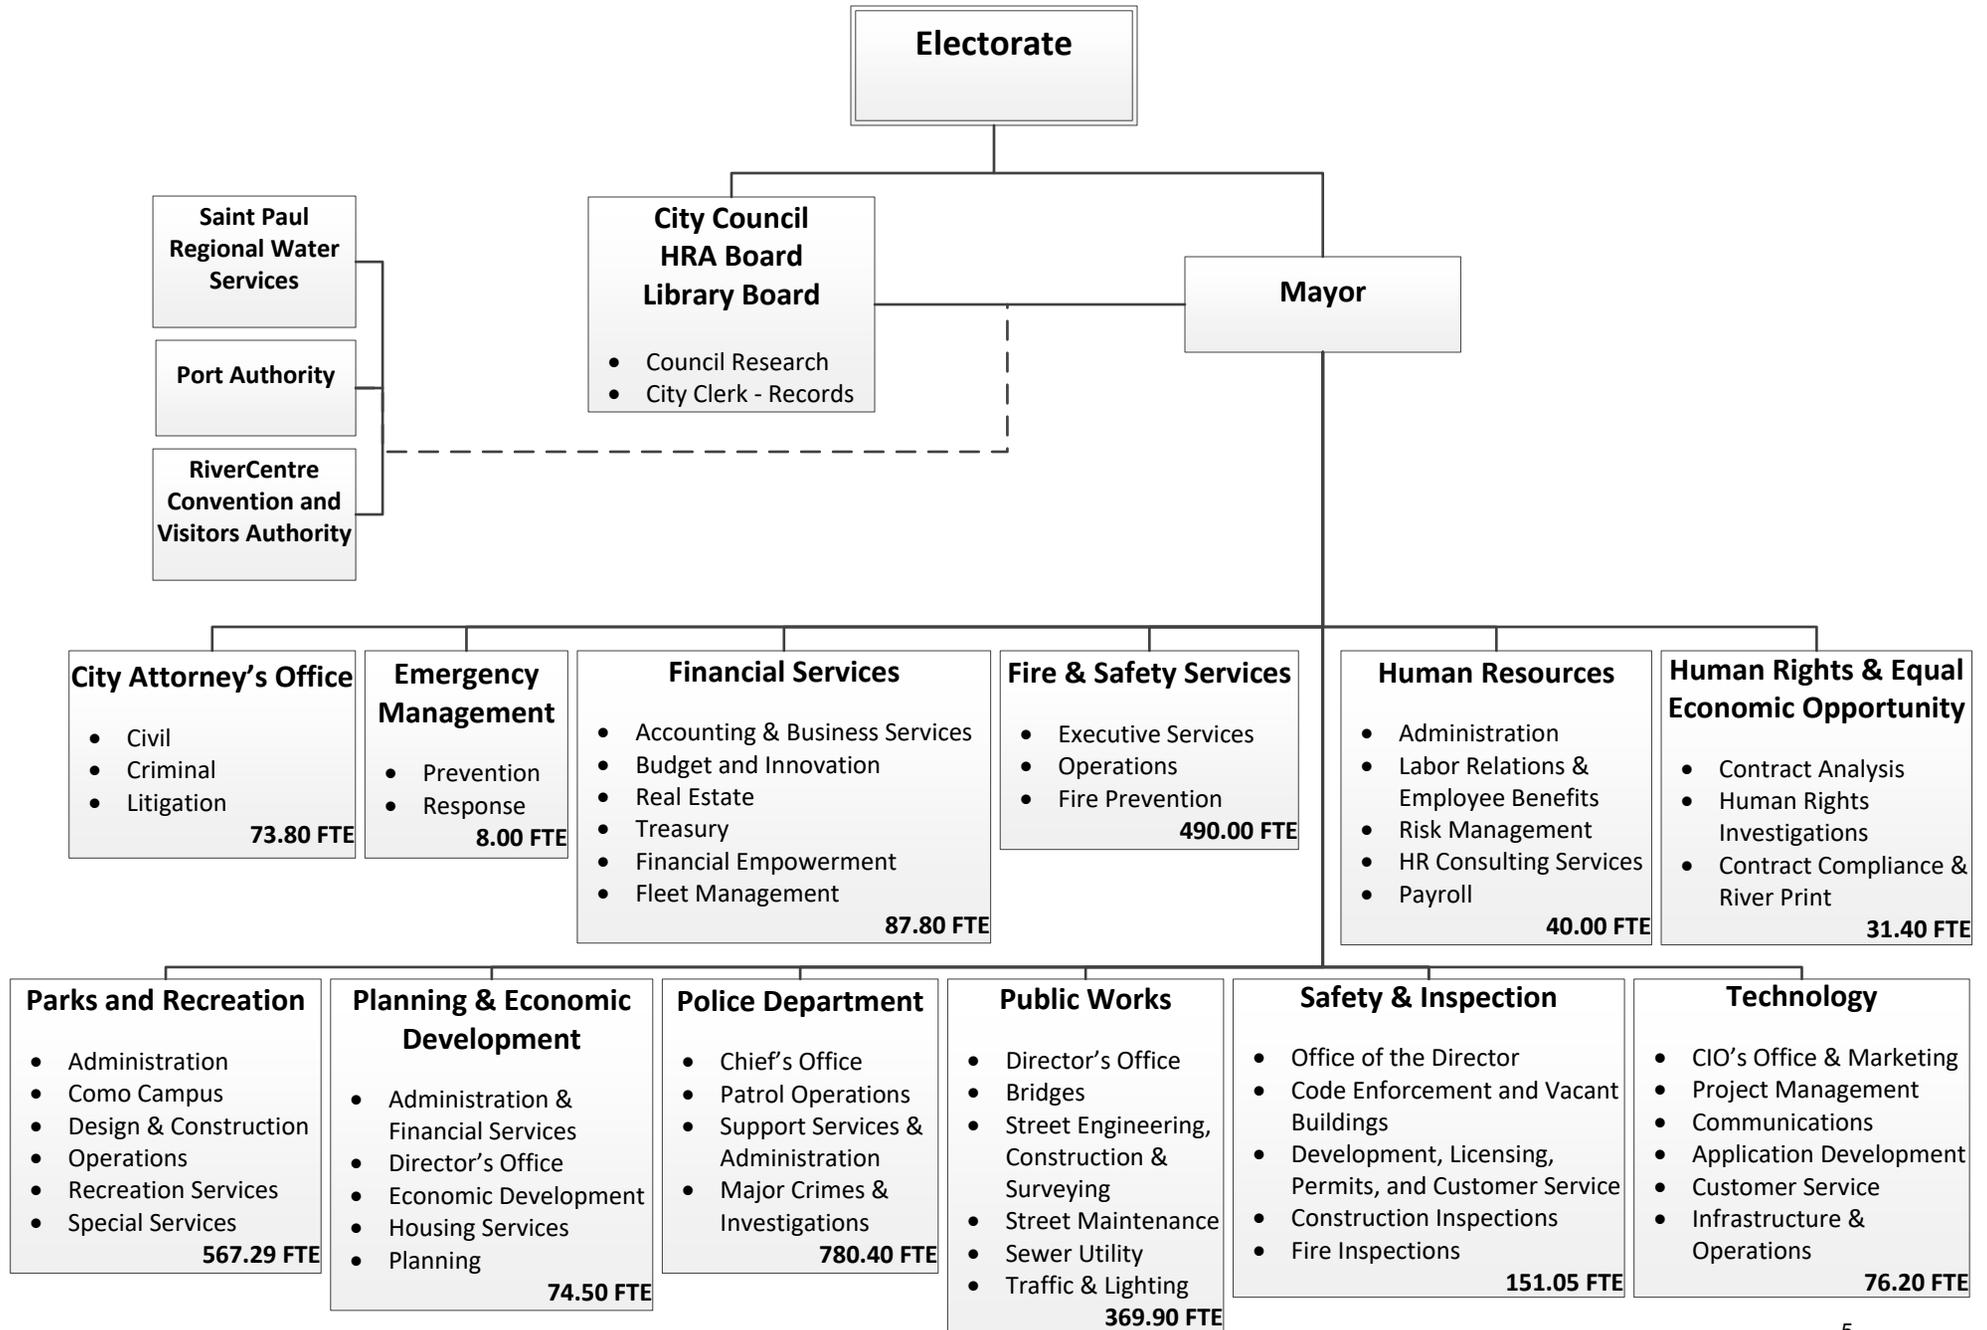 Electorate
Saint Paul
Regional Water
Services
Port Authority
RiverCentre
Convention and
Visitors Authority
City Council
HRA Board
Library Board
• Council Research
• City Clerk - Records
Mayor
City Attorney’s Office
• Civil
• Criminal
• Litigation
73.80 FTE
Emergency
Management
• Prevention
• Response
8.00 FTE
Financial Services
• Accounting & Business Services
• Budget and Innovation
• Real Estate
• Treasury
• Financial Empowerment
• Fleet Management
87.80 FTE
Fire & Safety Services
• Executive Services
• Operations
• Fire Prevention
490.00 FTE
Human Resources
• Administration
• Labor Relations &
Employee Benefits
• Risk Management
• HR Consulting Services
• Payroll
40.00 FTE
Human Rights & Equal
Economic Opportunity
• Contract Analysis
• Human Rights
Investigations
• Contract Compliance &
River Print
31.40 FTE
Parks and Recreation
• Administration
• Como Campus
• Design & Construction
• Operations
• Recreation Services
• Special Services
567.29 FTE
Planning & Economic
Development
• Administration &
Financial Services
• Director’s Office
• Economic Development
• Housing Services
• Planning
74.50 FTE
Police Department
• Chief’s Office
• Patrol Operations
• Support Services &
Administration
• Major Crimes &
Investigations
780.40 FTE
Public Works
• Director’s Office
• Bridges
• Street Engineering,
Construction &
Surveying
• Street Maintenance
• Sewer Utility
• Traffic & Lighting
369.90 FTE
Safety & Inspection
• Office of the Director
• Code Enforcement and Vacant
Buildings
• Development, Licensing,
Permits, and Customer Service
• Construction Inspections
• Fire Inspections
151.05 FTE
Technology
• CIO’s Office & Marketing
• Project Management
• Communications
• Application Development
• Customer Service
• Infrastructure &
Operations
76.20 FTE